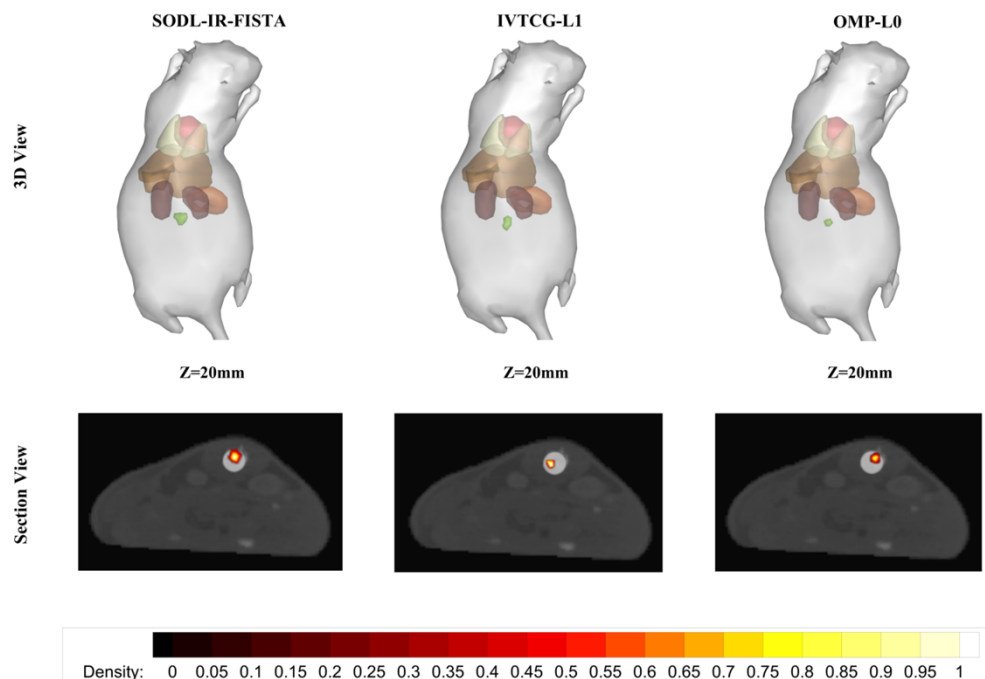 SODL-IR-FISTA IVTCG-L1 OMP-L0
3D View
Z=20mm Z=20mm Z=20mm
Section View
Density: 0 0.05 0.1 0.15 0.2 0.25 0.3 0.35 0.4 0.45 0.5 0.55 0.6 0.65 0.7 0.75 0.8 0.85 0.9 0.95 1